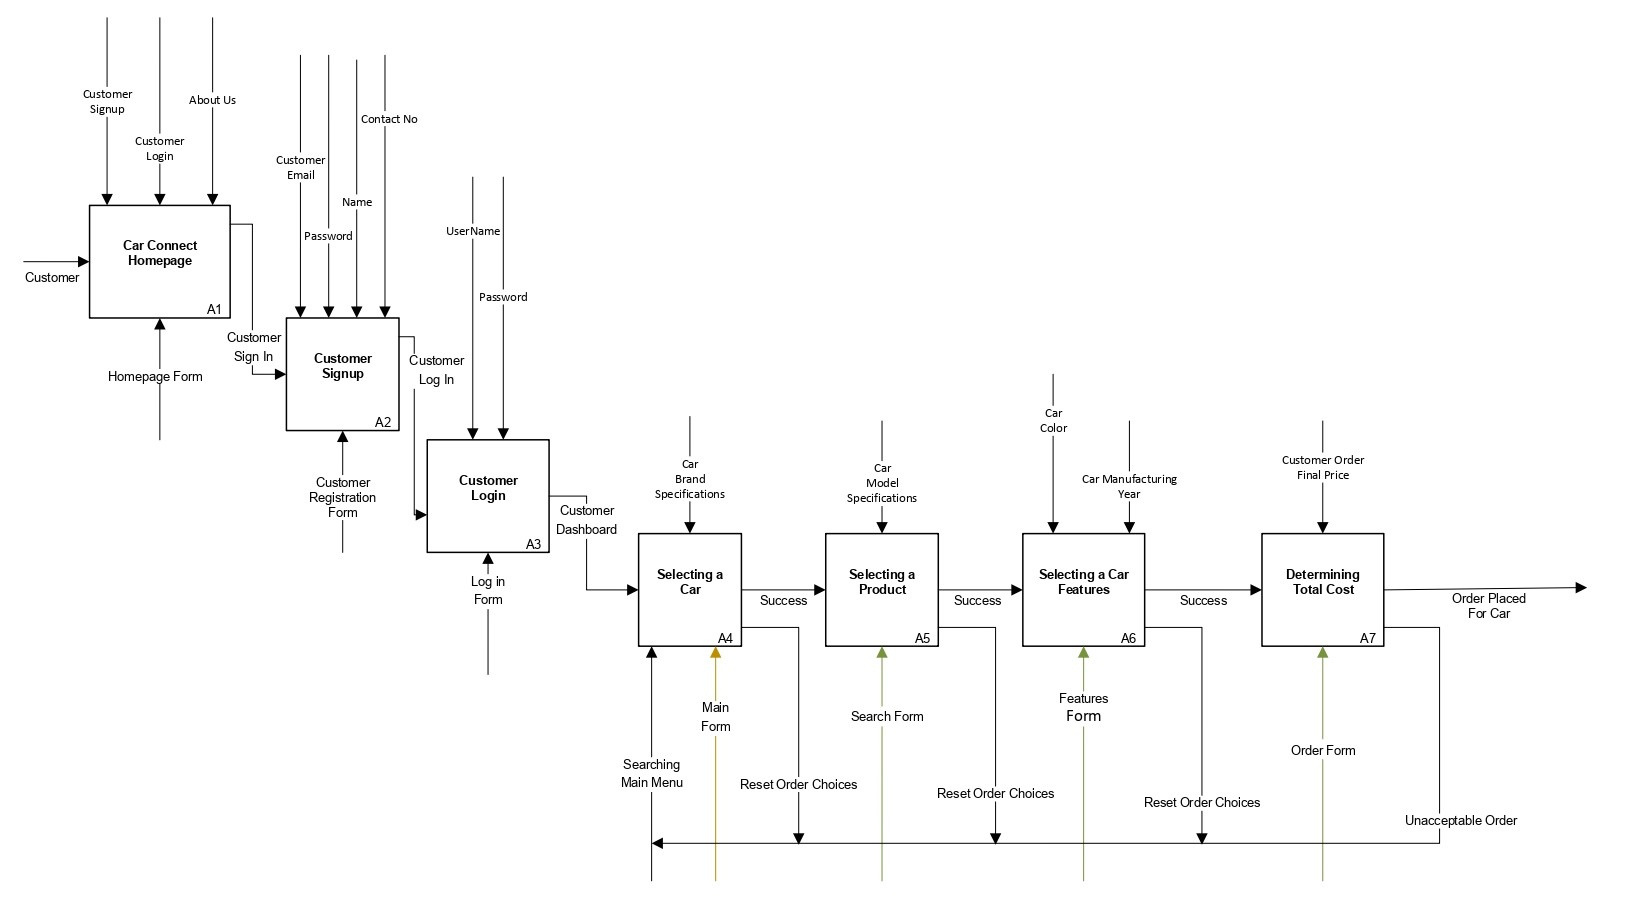 Customer
Signup
Customer
Login
About Us
Car Connect
Homepage
A1
Customer
Homepage Form
Customer
Sign In
Customer
Email
Password
Name
Contact No
Customer
Signup
A2
Customer
Registration
Form
Customer
Log In
UserName
Password
Customer
Login
A3
Log in
Form
Customer
Dashboard
Car
Brand
Specifications
Selecting a
Car
A4
Success
Searching
Main Menu
Main
Form
Reset Order Choices
Car
Model
Specifications
Selecting a
Product
A5
Success
Search Form
Reset Order Choices
Car
Color
Car Manufacturing
Year
Selecting a Car
Features
A6
Success
Features
Form
Reset Order Choices
Customer Order
Final Price
Determining
Total Cost
A7
Order Placed
For Car
Order Form
Unacceptable Order